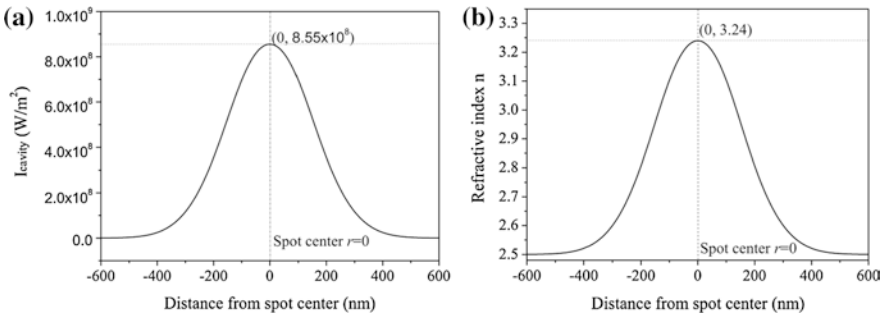 (a)
1.0x10⁹
8.0x10⁸
6.0x10⁸
4.0x10⁸
2.0x10⁸
0.0
I cavity (W/m²)
(0, 8.55x10⁸)
Spot center r=0
-600 -400 -200 0 200 400 600
Distance from spot center (nm)
(b)
3.3
3.2
3.1
3.0
2.9
2.8
2.7
2.6
2.5
Refractive index n
(0, 3.24)
Spot center r=0
-600 -400 -200 0 200 400 600
Distance from spot center (nm)